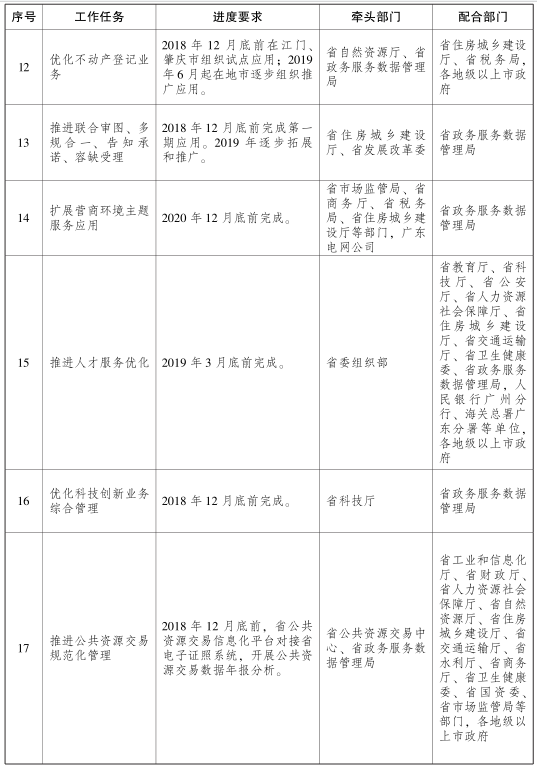 序号 工作任务 进度要求 牵头部门 配合部门
12
优化不动产登记业
务
2018 年 12 月底前在江门、
肇庆市组织试点应用；2019
年 6 月起在地市逐步组织推
广应用。
省自然资源厅、省
政务服务数据管理
局
省住房城乡建设
厅、省税务局，
各地级以上市政
府
13
推进联合审图、多
规合一、告知承
诺、容缺受理
2018 年 12 月底前完成第一
期应用。2019 年逐步拓展
和推广。
省住房城乡建设
厅、省发展改革委
省政务服务数据
管理局
14
扩展营商环境主题
服务应用
2020 年 12 月底前完成。
省市场监管局、省
商务厅、省税务
局、省住房城乡建
设厅等部门，广东
电网公司
省政务服务数据
管理局
15
推进人才服务优化
2019 年 3 月底前完成。
省委组织部
省教育厅、省科
技厅、省公安
厅、省人力资源
社会保障厅、省
住房城乡建设
厅、省交通运输
厅、省卫生健康
委、省政务服务
数据管理局，人
民银行广州分
行、海关总署广
东分署等单位，
各地级以上市政
府
16
优化科技创新业务
综合管理
2018 年 12 月底前完成。
省科技厅
省政务服务数据
管理局
17
推进公共资源交易
规范化管理
2018 年 12 月底前，省公共
资源交易信息化平台对接省
电子证照系统，开展公共资
源交易数据年报分析。
省公共资源交易中
心、省政务服务数
据管理局
省工业和信息化
厅、省财政厅、
省人力资源社会
保障厅、省自然
资源厅、省住房
城乡建设厅、省
交通运输厅、省
水利厅、省商务
厅、省卫生健康
委、省国资委、
省市场监管局等
部门，各地级以
上市政府